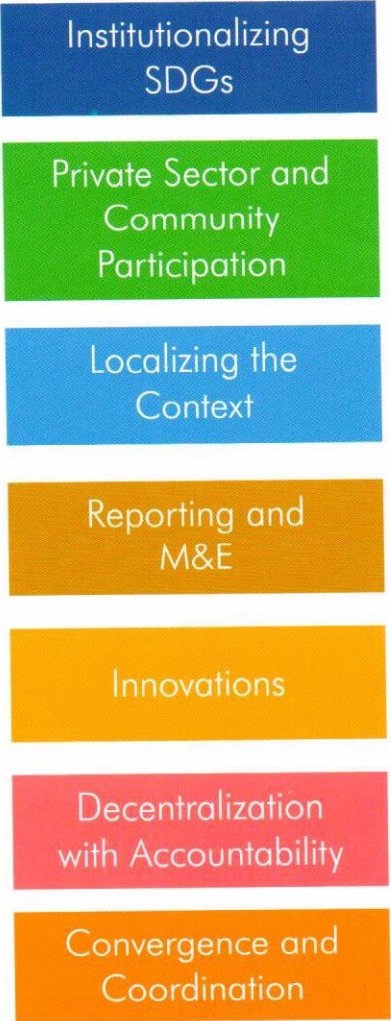 Institutionalizing
SDGs
Private Sector and
Community
Participation
Localizing the
Context
Reporting and
M&E
Innovations
Decentralization
with Accountability
Convergence and
Coordination